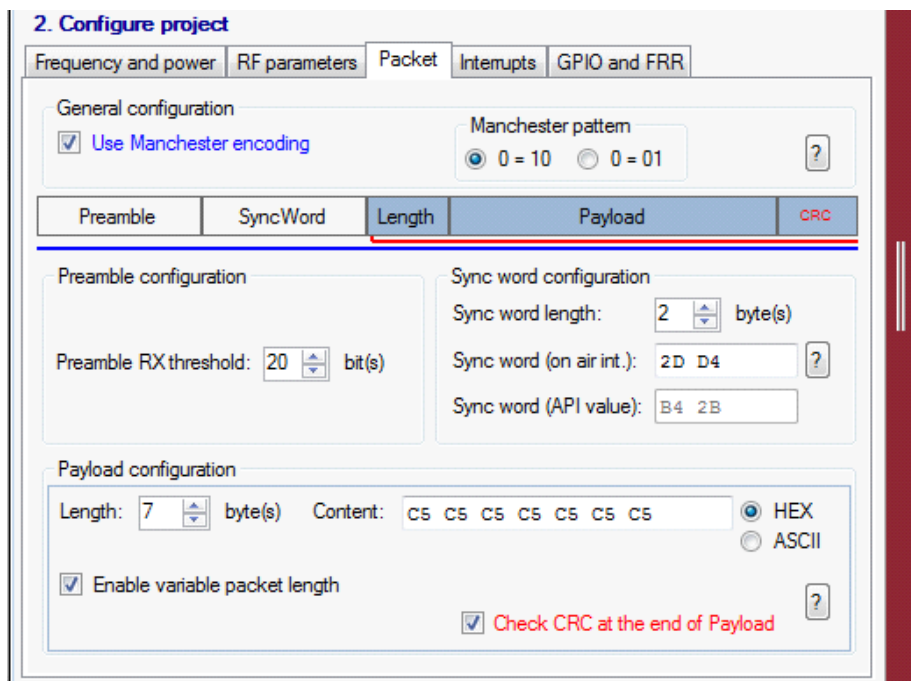 2. Configure project
Frequency and power RF parameters Packet Interrupts GPIO and FRR
General configuration
Use Manchester encoding
Manchester pattern
0 = 10 0 = 01
?
Preamble SyncWord Length Payload CRC
Preamble configuration
Preamble RX threshold: 20 bit(s)
Sync word configuration
Sync word length: 2 byte(s)
Sync word (on air int.): 2D D4 ?
Sync word (API value): B4 2B
Payload configuration
Length: 7 byte(s) Content: C5 C5 C5 C5 C5 C5 C5 HEX
ASCII
Enable variable packet length
?
Check CRC at the end of Payload